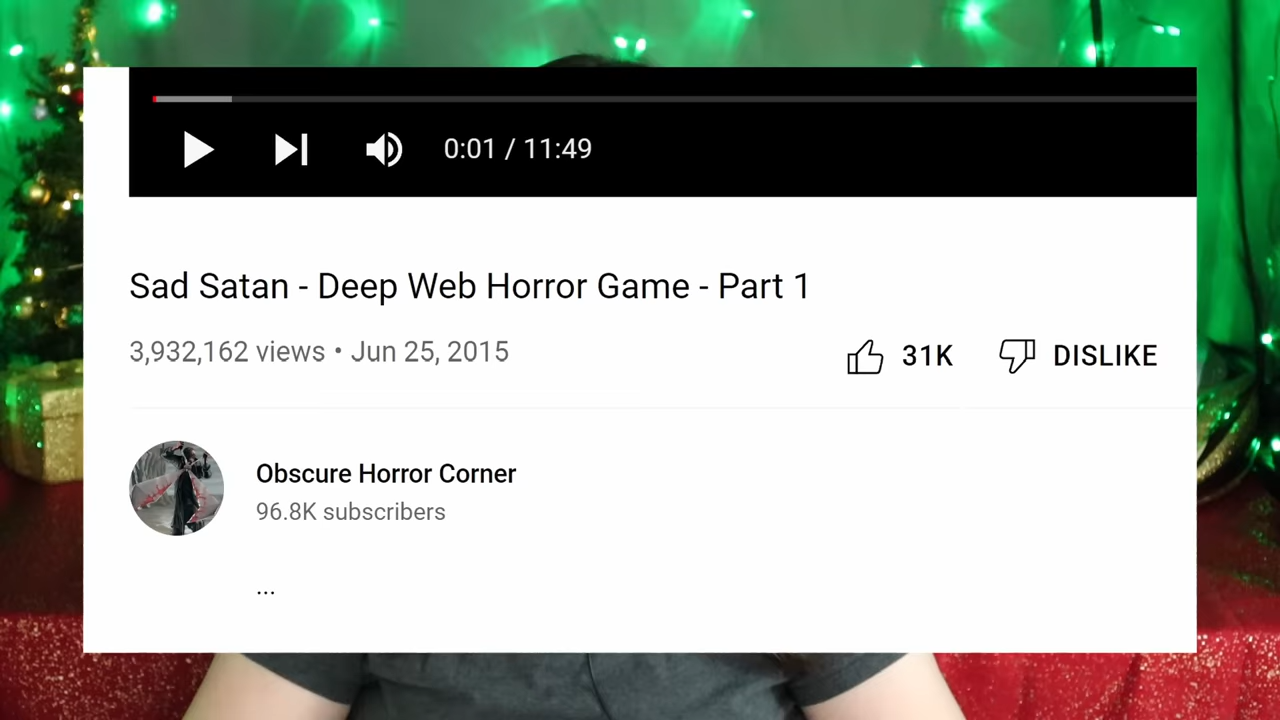 0:01 / 11:49
Sad Satan - Deep Web Horror Game - Part 1
3,932,162 views • Jun 25, 2015
31K
DISLIKE
Obscure Horror Corner
96.8K subscribers
...